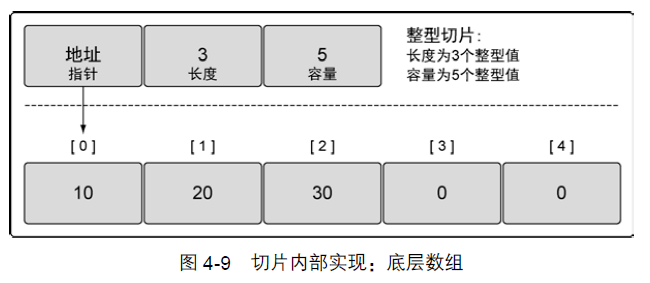 地址 3 5
指针 长度 容量
整型切片：
长度为3个整型值
容量为5个整型值
[0] [1] [2] [3] [4]
10 20 30 0 0
图 4-9 切片内部实现：底层数组